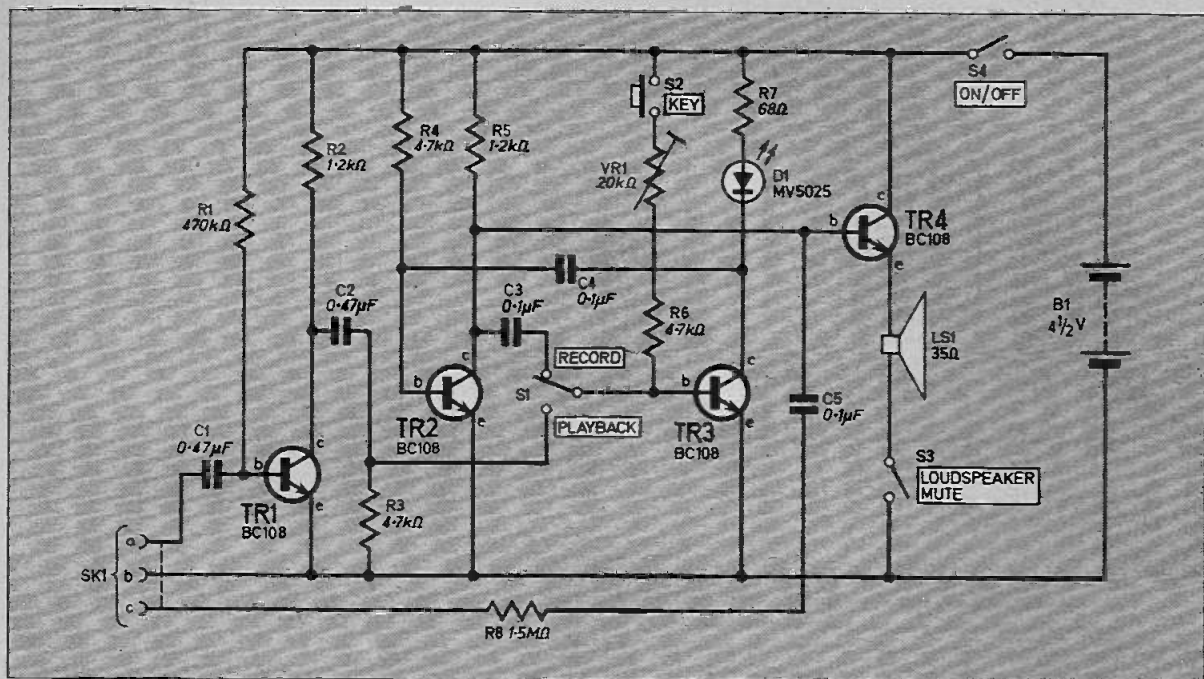 S2
KEY
S4
ON/OFF
R7
68Ω
R4
4·7kΩ
R5
1·2kΩ
R2
1·2kΩ
VR1
20kΩ
D1
MV5025
R1
470kΩ
b
c
e
TR4
BC108
C4
0·1µF
C2
0·47µF
C3
0·1µF
R6
4·7kΩ
B1
4½V
LS1
35Ω
RECORD
S1
PLAYBACK
b
c
e
TR2
BC108
b
c
e
TR3
BC108
C5
0·1µF
C1
0·47µF
b
c
e
TR1
BC108
R3
4·7kΩ
S3
LOUDSPEAKER
MUTE
SK1
a
b
c
R8 1·5MΩ